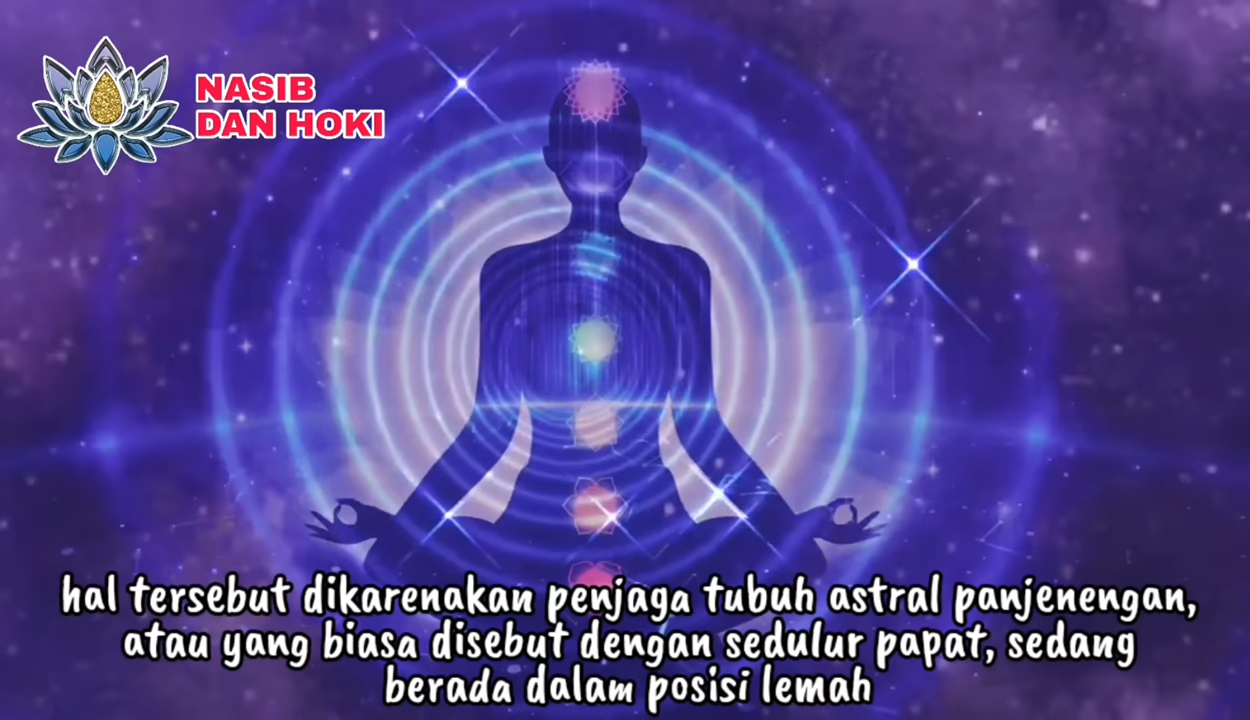 NASIB
DAN HOKI
hal tersebut dikarenakan penjaga tubuh astral panjenengan,
atau yang biasa disebut dengan sedulur papat, sedang
berada dalam posisi lemah